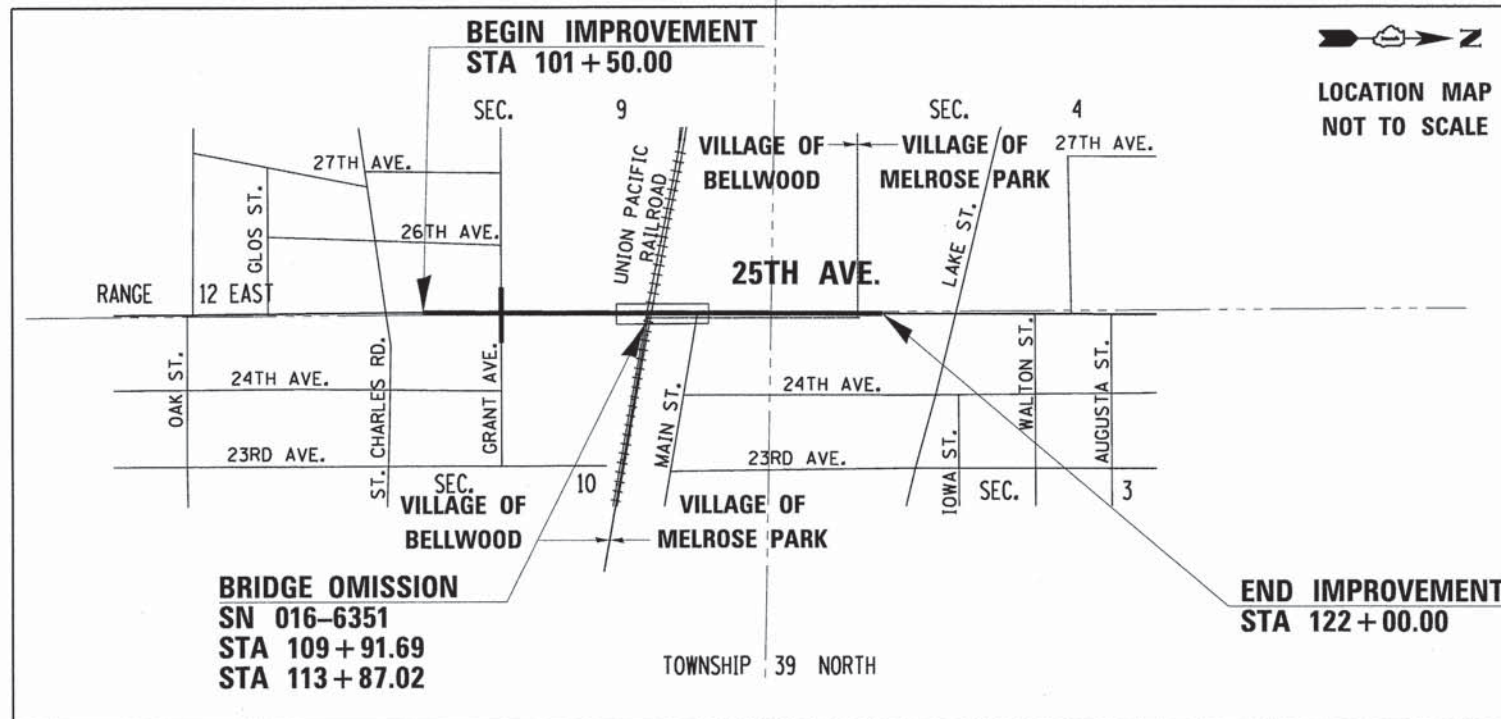 BEGIN IMPROVEMENT
STA 101+50.00
N
LOCATION MAP
NOT TO SCALE
SEC. 9
SEC. 4
27TH AVE.
VILLAGE OF BELLWOOD
VILLAGE OF MELROSE PARK
27TH AVE.
GLOS ST.
26TH AVE.
UNION PACIFIC
RAILROAD
LAKE ST.
25TH AVE.
RANGE 12 EAST
OAK ST.
24TH AVE.
ST. CHARLES RD.
GRANT AVE.
MAIN ST.
24TH AVE.
WALTON ST.
AUGUSTA ST.
23RD AVE.
23RD AVE.
IOWA ST.
SEC. 10
SEC. 3
VILLAGE OF
BELLWOOD
VILLAGE OF
MELROSE PARK
BRIDGE OMISSION
SN 016-6351
STA 109+91.69
STA 113+87.02
END IMPROVEMENT
STA 122+00.00
TOWNSHIP 39 NORTH